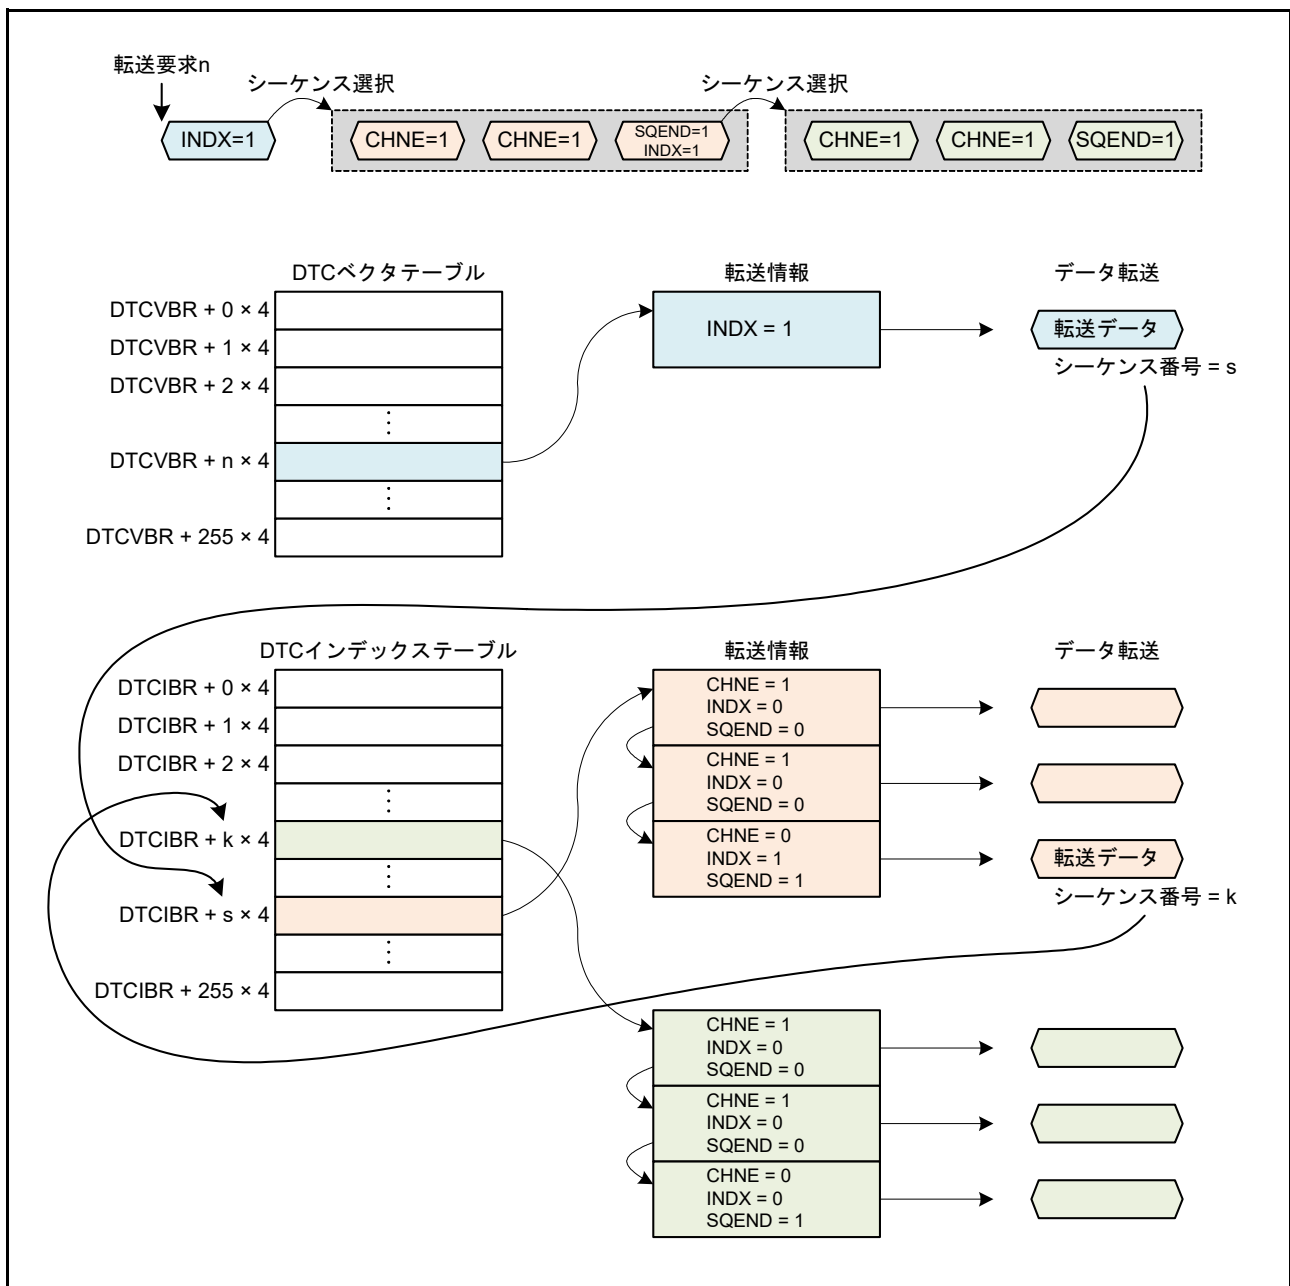 転送要求n
シーケンス選択
シーケンス選択
INDX=1
CHNE=1
CHNE=1
SQEND=1
INDX=1
CHNE=1
CHNE=1
SQEND=1
DTCベクタテーブル
転送情報
データ転送
DTCVBR + 0 × 4
DTCVBR + 1 × 4
DTCVBR + 2 × 4
⋮
DTCVBR + n × 4
⋮
DTCVBR + 255 × 4
INDX = 1
転送データ
シーケンス番号 = s
DTCインデックステーブル
転送情報
データ転送
DTCIBR + 0 × 4
DTCIBR + 1 × 4
DTCIBR + 2 × 4
⋮
DTCIBR + k × 4
⋮
DTCIBR + s × 4
⋮
DTCIBR + 255 × 4
CHNE = 1
INDX = 0
SQEND = 0
CHNE = 1
INDX = 0
SQEND = 0
CHNE = 0
INDX = 1
SQEND = 1
転送データ
シーケンス番号 = k
CHNE = 1
INDX = 0
SQEND = 0
CHNE = 1
INDX = 0
SQEND = 0
CHNE = 0
INDX = 0
SQEND = 1